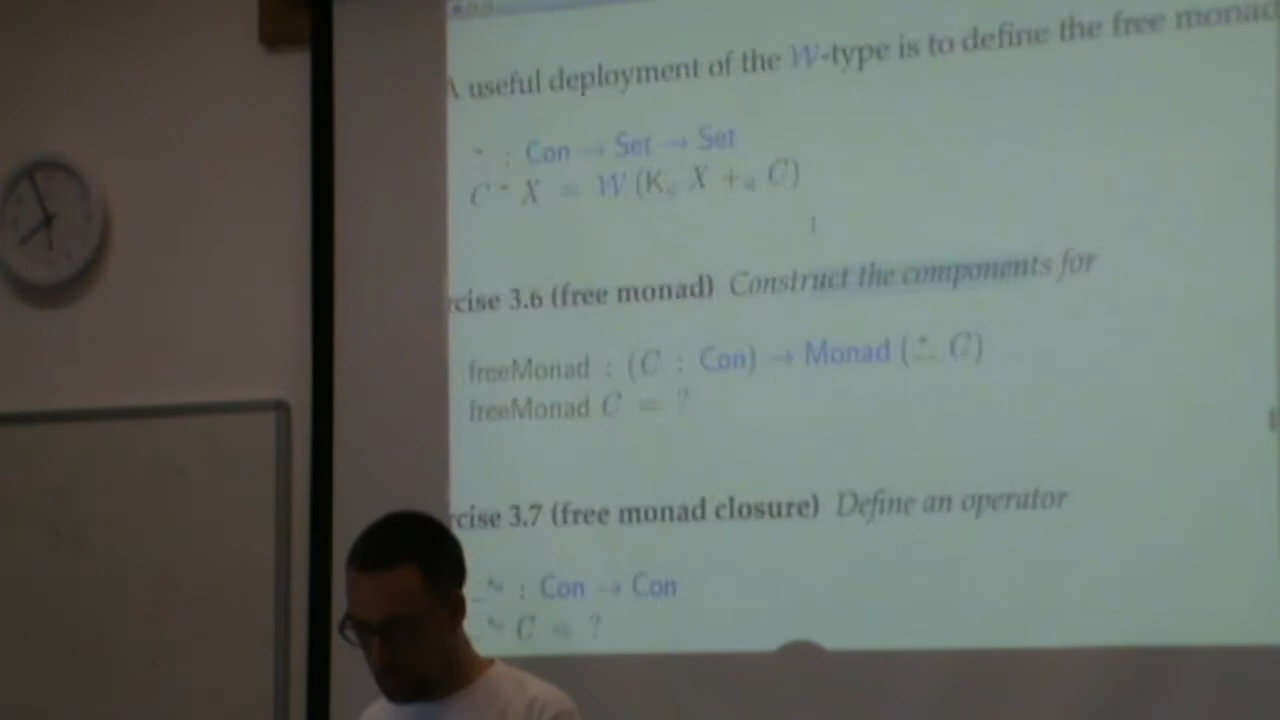 A useful deployment of the W-type is to define the free monad
_*_ : Con → Set → Set
C * X = W (K◃ X +◃ C)
rcise 3.6 (free monad) Construct the components for
freeMonad : (C : Con) → Monad (_*_ C)
freeMonad C = ?
rcise 3.7 (free monad closure) Define an operator
: Con → Con
C = ?